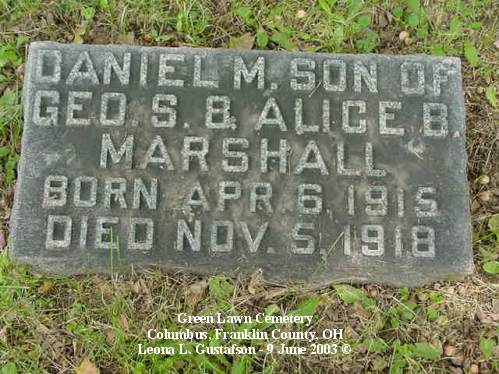 DANIEL M. SON OF
GEO. S. & ALICE B.
MARSHALL
BORN APR. 6, 1915
DIED NOV. 5, 1918
Green Lawn Cemetery
Columbus, Franklin County, OH
Leona L. Gustafson - 9 June 2003 ©